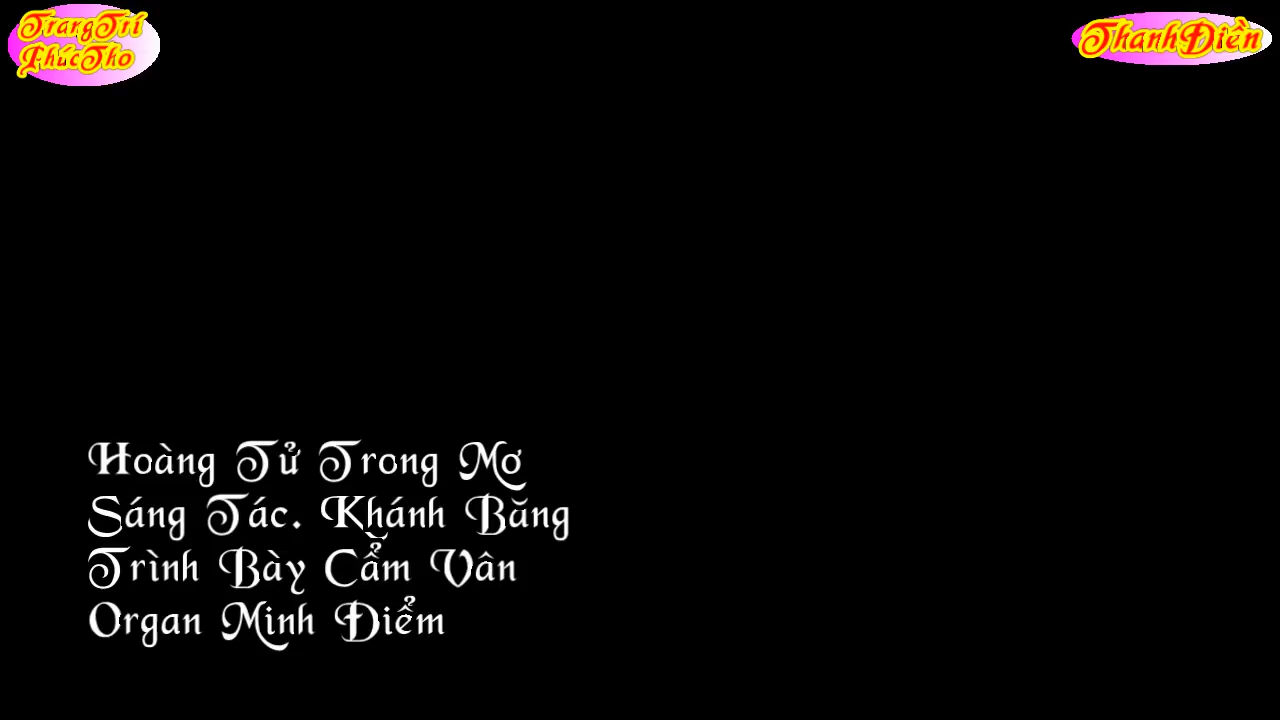 TrangTrí
PhúcTho
ThanhĐiền
Hoàng Tử Trong Mơ
Sáng Tác. Khánh Băng
Trình Bày Cẩm Vân
Organ Minh Điểm